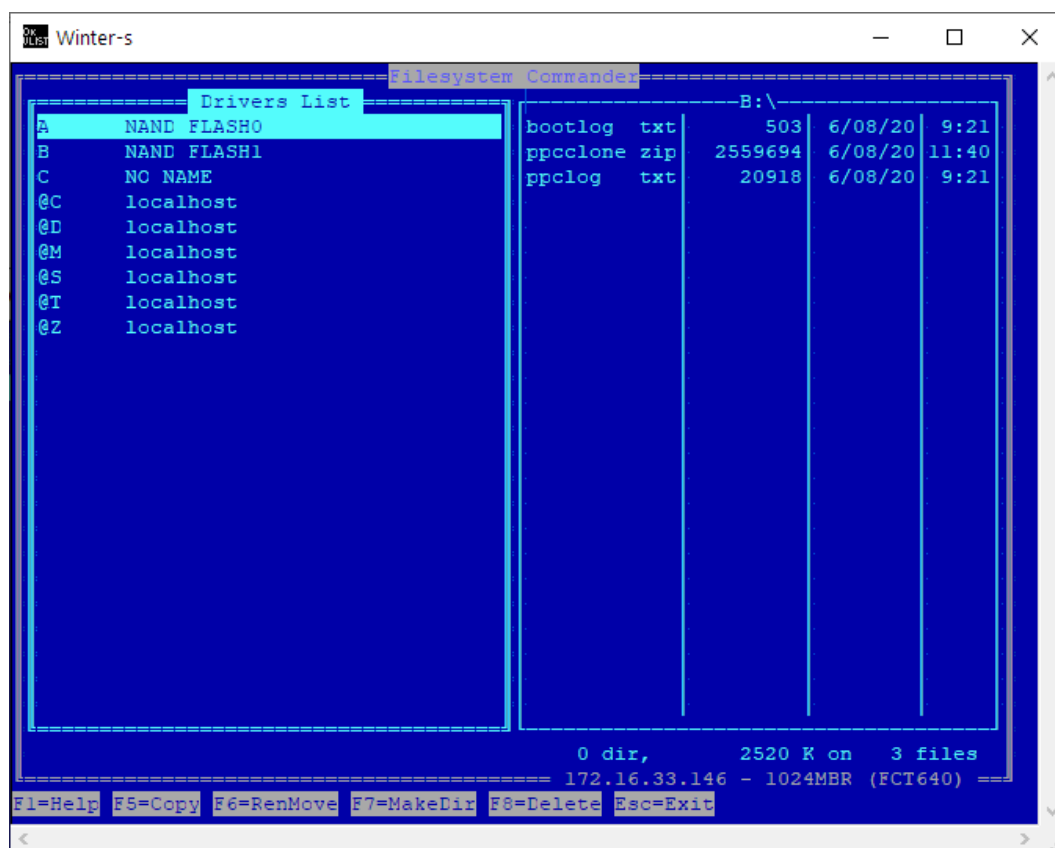 OK
ULIST
Winter-s
Filesystem Commander
Drivers List
A NAND FLASH0
B NAND FLASH1
C NO NAME
@C localhost
@D localhost
@M localhost
@S localhost
@T localhost
@Z localhost
B:\
bootlog txt 503 6/08/20 9:21
ppcclone zip 2559694 6/08/20 11:40
ppclog txt 20918 6/08/20 9:21
0 dir, 2520 K on 3 files
172.16.33.146 - 1024MBR (FCT640)
F1=Help F5=Copy F6=RenMove F7=MakeDir F8=Delete Esc=Exit